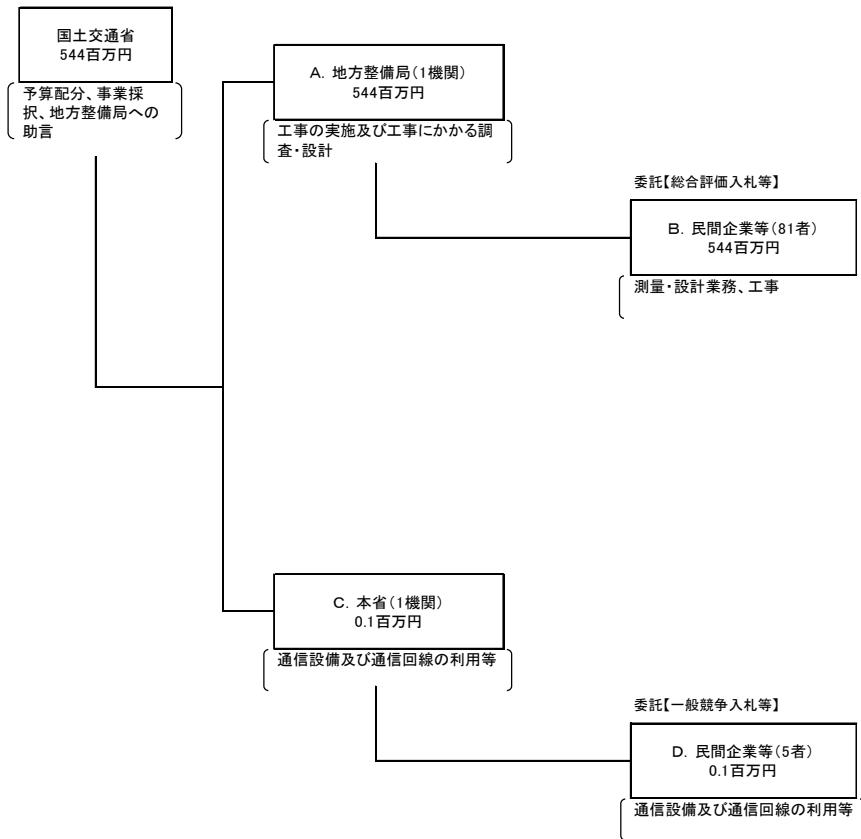 国土交通省
544百万円
予算配分、事業採
択、地方整備局への
助言
A．地方整備局（1機関）
544百万円
工事の実施及び工事にかかる調
査・設計
委託【総合評価入札等】
B．民間企業等（81者）
544百万円
測量・設計業務、工事
C．本省（1機関）
0.1百万円
通信設備及び通信回線の利用等
委託【一般競争入札等】
D．民間企業等（5者）
0.1百万円
通信設備及び通信回線の利用等